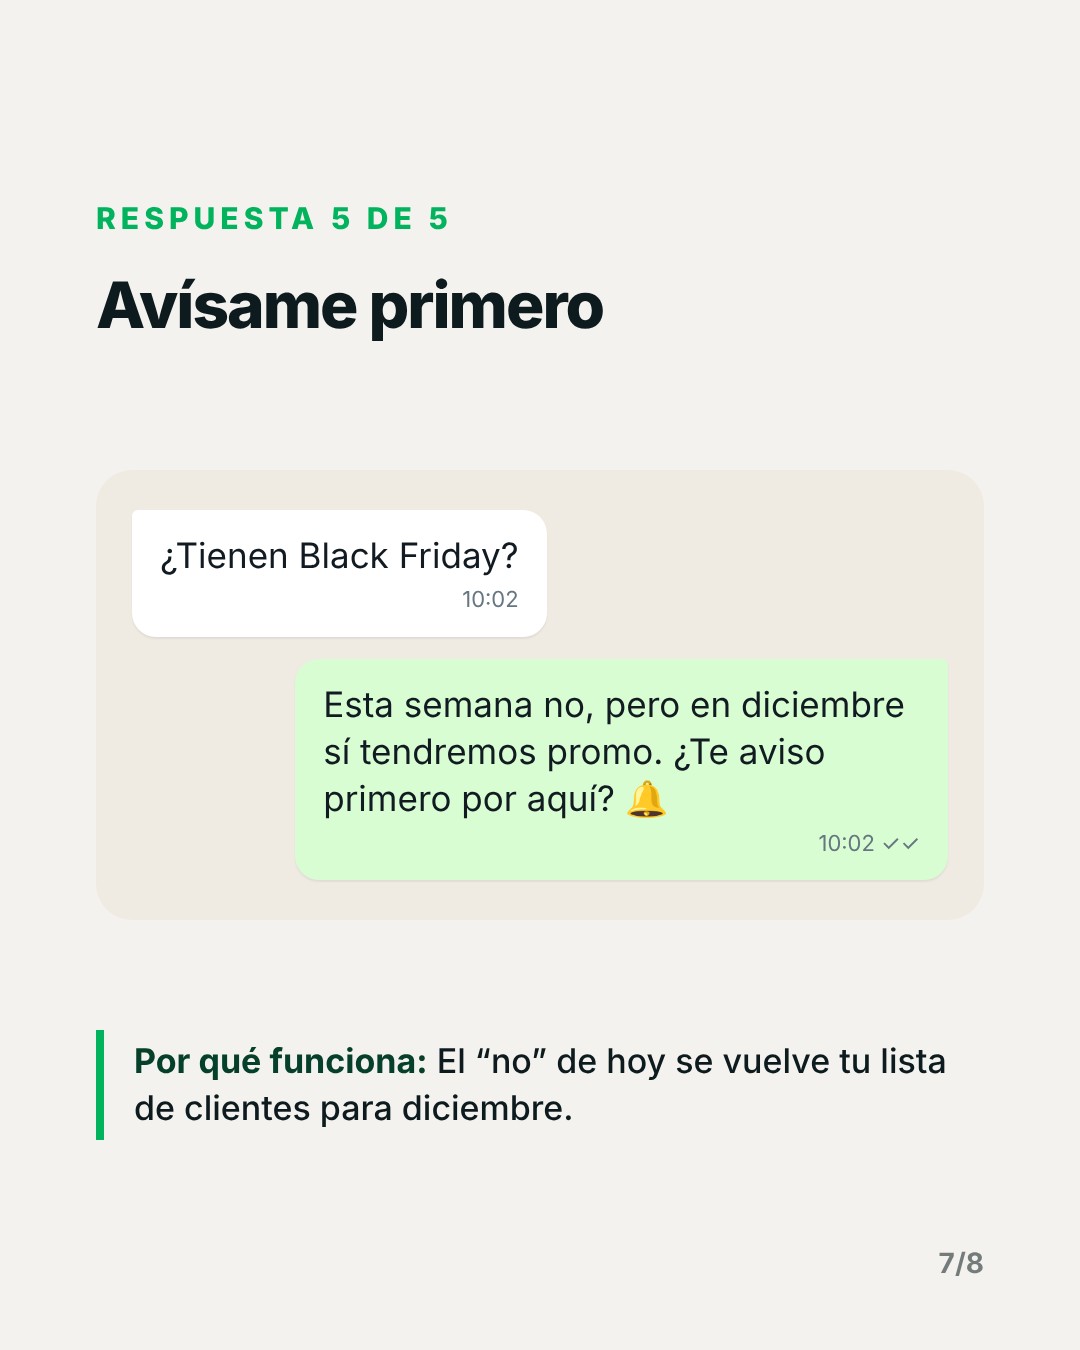 RESPUESTA 5 DE 5
Avísame primero
¿Tienen Black Friday?
10:02
Esta semana no, pero en diciembre
sí tendremos promo. ¿Te aviso
primero por aquí? 🔔
10:02 ✓✓
Por qué funciona: El “no” de hoy se vuelve tu lista
de clientes para diciembre.
7/8